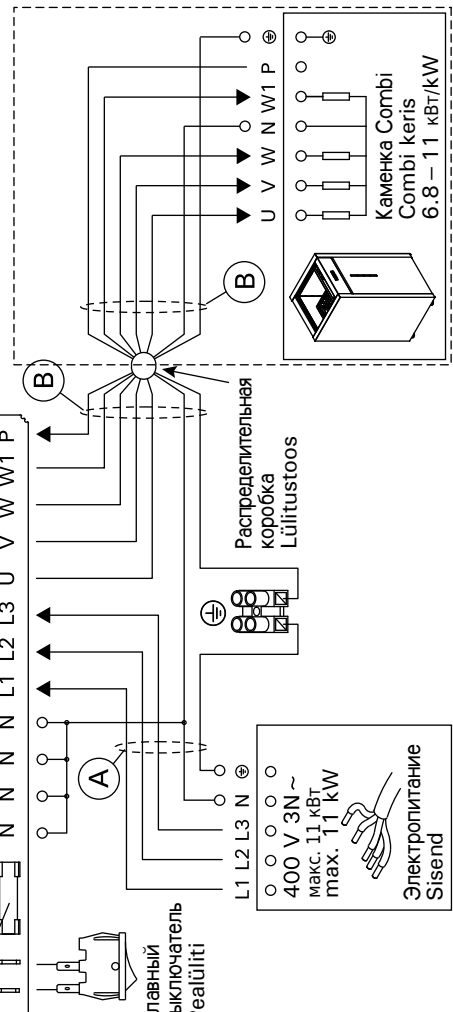 N N N N L1 L2 L3 U V W W1 P
лавный
ыключатель
Pealüliti
A
B
B
Распределительная
коробка
Lülitustoos
L1 L2 L3 N
400 V 3N~
макс. 11 кВт
max. 11 kW
Электропитание
Sisend
U V W N W1 P
Каменка Combi
Combi keris
6.8 – 11 кВт/kW